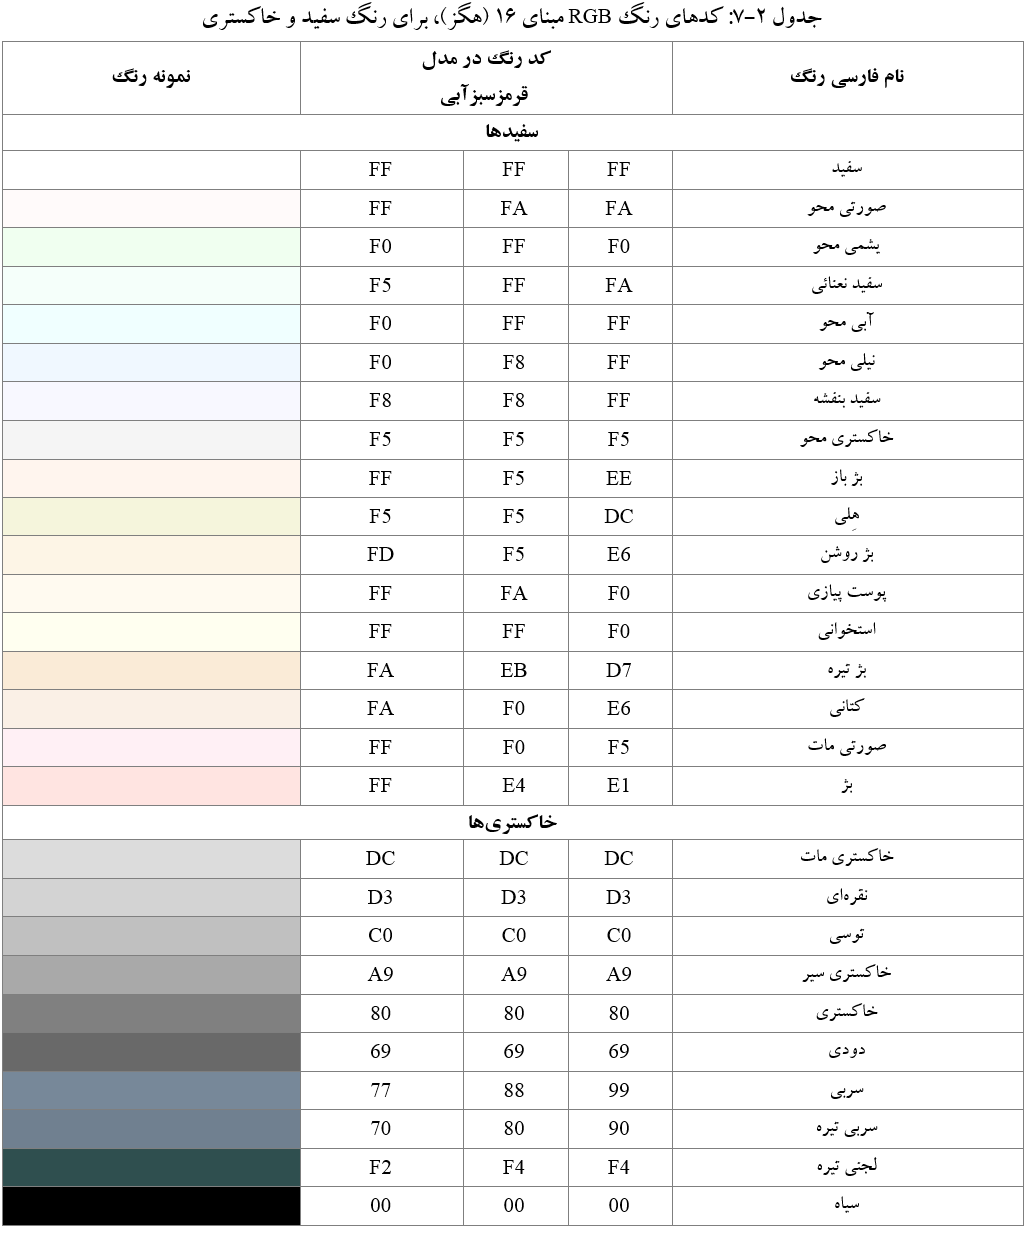 جدول ۲-۷: کدهای رنگ RGB مبنای ۱۶ (هگز)، برای رنگ سفید و خاکستری
نام فارسی رنگ کد رنگ در مدل نمونه رنگ
قرمزسبزآبی
سفیدها
سفید FF FF FF
صورتی محو FA FA FF
یشمی محو F0 FF F0
سفید نعنائی FA FF F5
آبی محو FF FF F0
نیلی محو FF F8 F0
سفید بنفشه FF F8 F8
خاکستری محو F5 F5 F5
بژ باز EE F5 FF
هِلی DC F5 F5
بژ روشن E6 F5 FD
پوست پیازی F0 FA FF
استخوانی F0 FF FF
بژ تیره D7 EB FA
کتانی E6 F0 FA
صورتی مات F5 F0 FF
بژ E1 E4 FF
خاکستری‌ها
خاکستری مات DC DC DC
نقره‌ای D3 D3 D3
توسی C0 C0 C0
خاکستری سیر A9 A9 A9
خاکستری 80 80 80
دودی 69 69 69
سربی 99 88 77
سربی تیره 90 80 70
لجنی تیره F4 F4 F2
سیاه 00 00 00